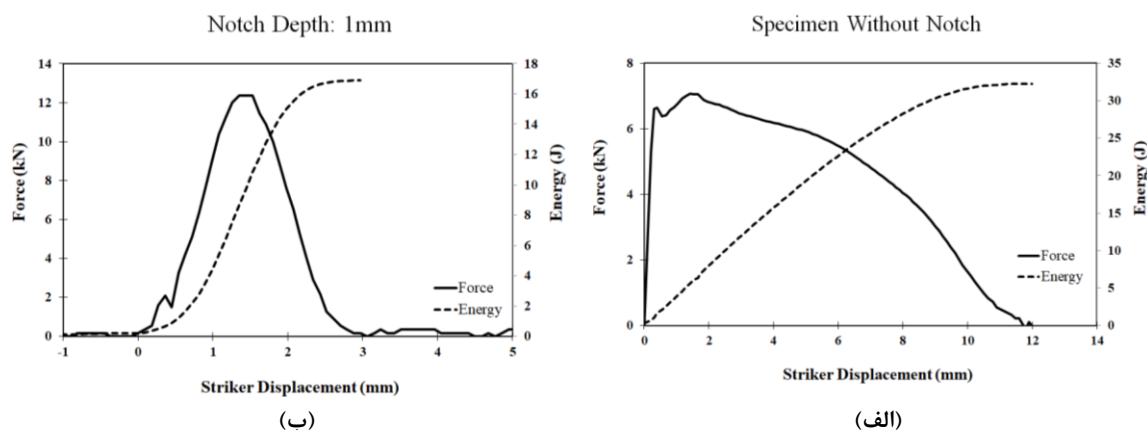 Notch Depth: 1mm
14
12
10
8
6
4
2
0
Force (kN)
18
16
14
12
10
8
6
4
2
0
Energy (J)
Force
Energy
-1 0 1 2 3 4 5
Striker Displacement (mm)
(ب)
Specimen Without Notch
8
6
4
2
0
Force (kN)
35
30
25
20
15
10
5
0
Energy (J)
Force
Energy
0 2 4 6 8 10 12 14
Striker Displacement (mm)
(الف)